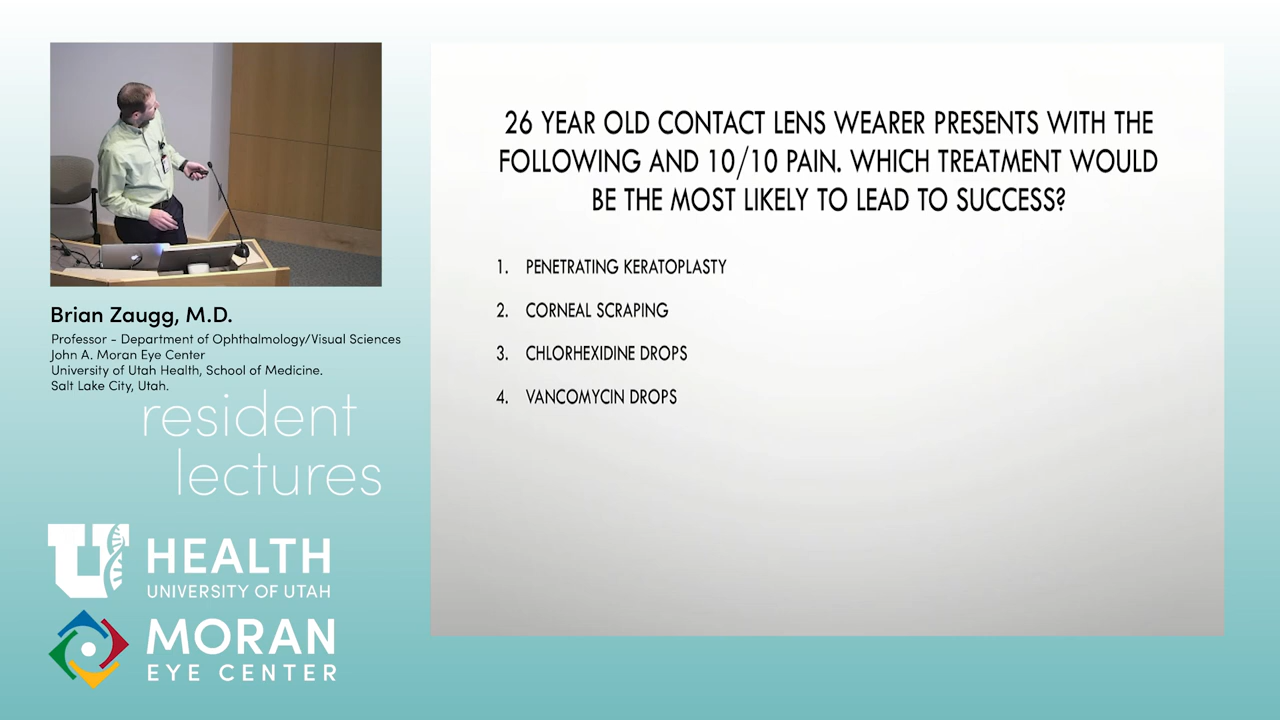 Brian Zaugg, M.D.
Professor - Department of Ophthalmology/Visual Sciences
John A. Moran Eye Center
University of Utah Health, School of Medicine.
Salt Lake City, Utah.
resident
lectures
U HEALTH
UNIVERSITY OF UTAH
MORAN
EYE CENTER
26 YEAR OLD CONTACT LENS WEARER PRESENTS WITH THE
FOLLOWING AND 10/10 PAIN. WHICH TREATMENT WOULD
BE THE MOST LIKELY TO LEAD TO SUCCESS?
1. PENETRATING KERATOPLASTY
2. CORNEAL SCRAPING
3. CHLORHEXIDINE DROPS
4. VANCOMYCIN DROPS